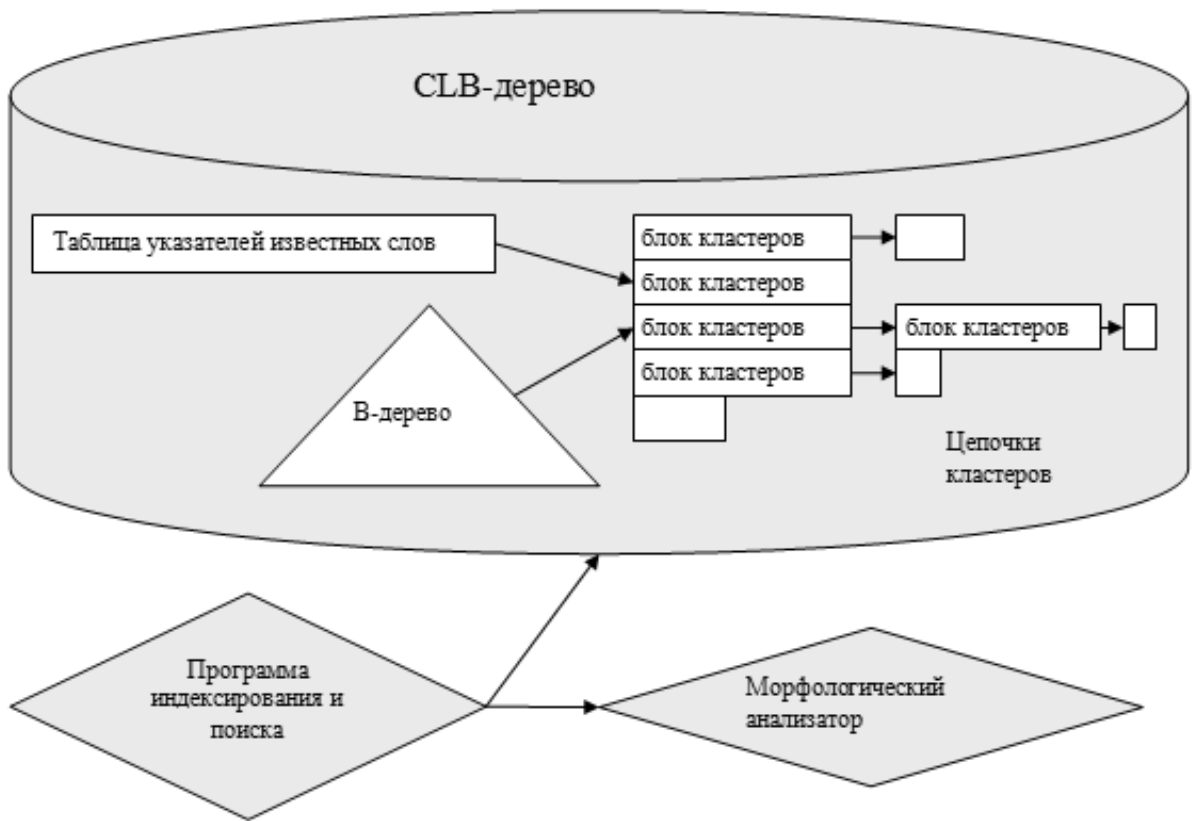 CLB-дерево
Таблица указателей известных слов
блок кластеров
блок кластеров
блок кластеров
блок кластеров
блок кластеров
В-дерево
Цепочки
кластеров
Программа
индексирования и
поиска
Морфологический
анализатор